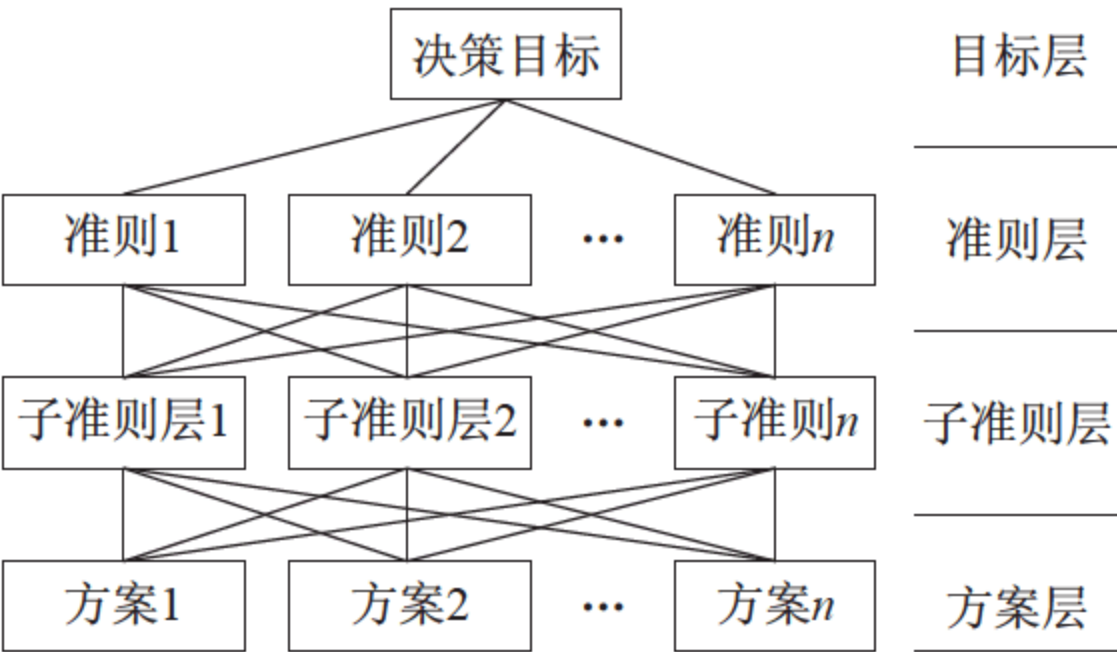 决策目标 目标层
准则1 准则2 … 准则n 准则层
子准则层1 子准则层2 … 子准则n 子准则层
方案1 方案2 … 方案n 方案层